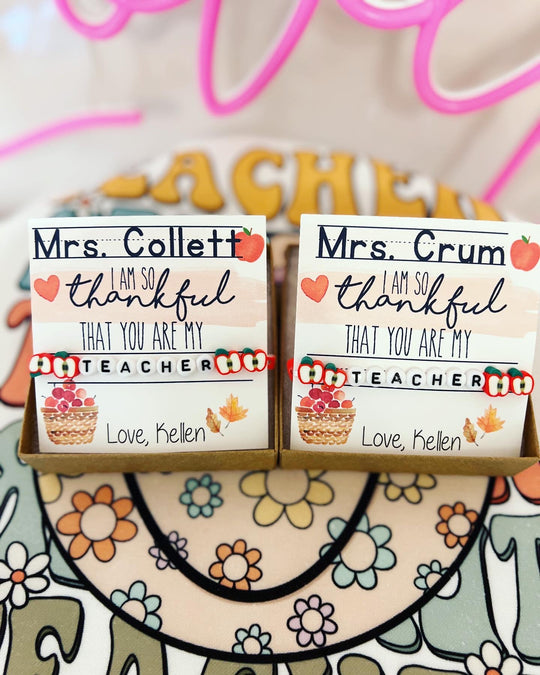 TEACHER
Mrs. Collett
I AM SO
thankful
THAT YOU ARE MY
TEACHER
Love, Kellen
Mrs. Crum
I AM SO
thankful
THAT YOU ARE MY
TEACHER
Love, Kellen